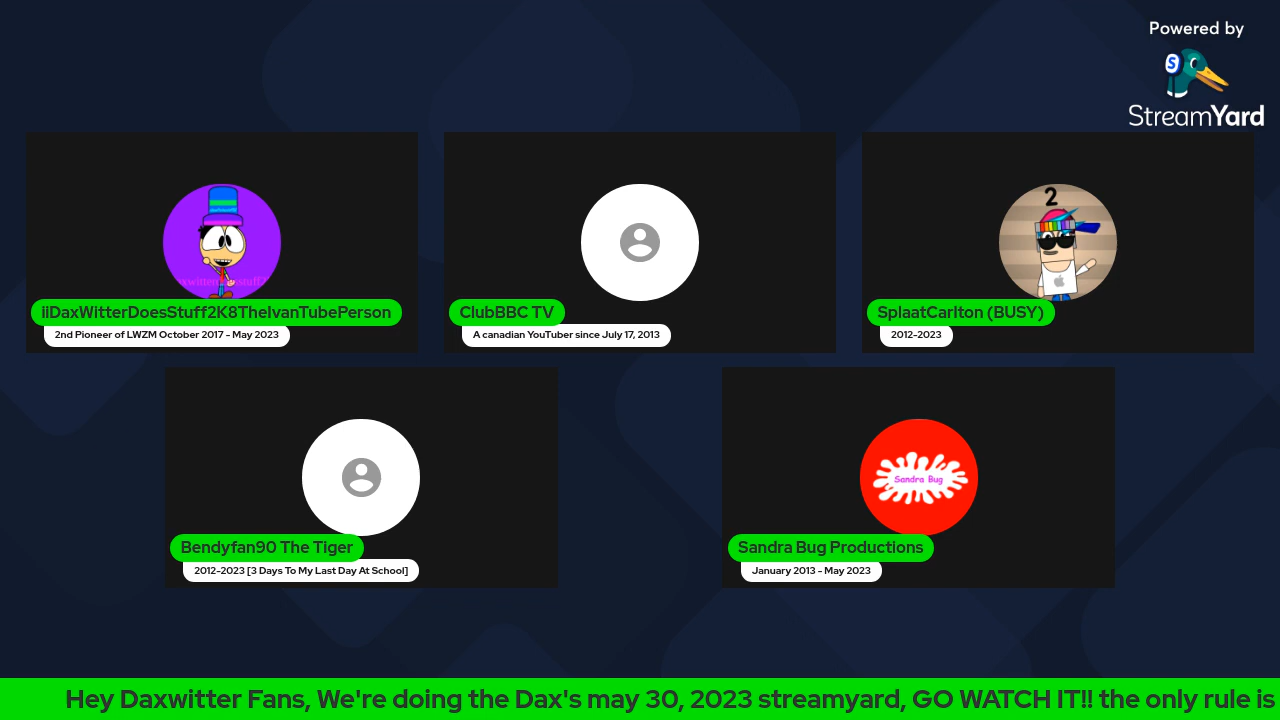 Powered by
S
StreamYard
2
iiDaxWitterDoesStuff2K8TheIvanTubePerson
2nd Pioneer of LWZM October 2017 - May 2023
ClubBBC TV
A canadian YouTuber since July 17, 2013
SplaatCarlton (BUSY)
2012-2023
Bendyfan90 The Tiger
2012-2023 [3 Days To My Last Day At School]
Sandra Bug
Sandra Bug Productions
January 2013 - May 2023
Hey Daxwitter Fans, We're doing the Dax's may 30, 2023 streamyard, GO WATCH IT!! the only rule is